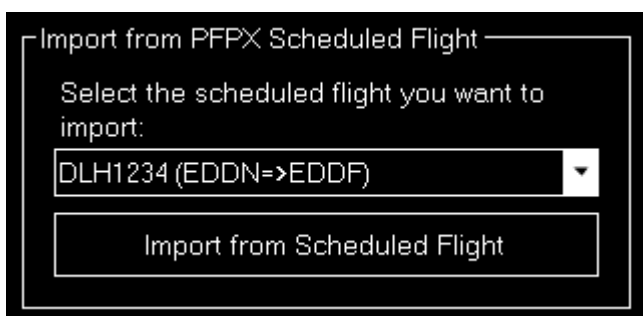 Import from PFPX Scheduled Flight
Select the scheduled flight you want to
import:
DLH1234 (EDDN=>EDDF)
Import from Scheduled Flight